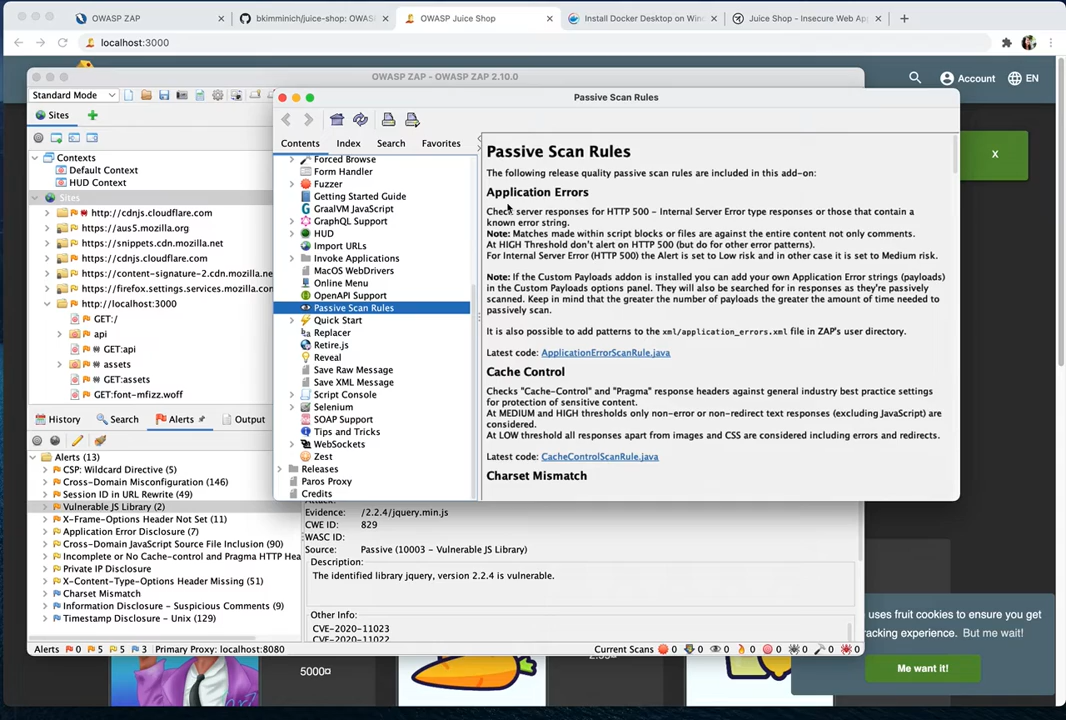 OWASP ZAP
bkimminich/juice-shop: OWAS
OWASP Juice Shop
Install Docker Desktop on Win
Juice Shop - Insecure Web Ap
localhost:3000
Account
EN
OWASP ZAP - OWASP ZAP 2.10.0
Standard Mode
Sites
Contexts
Default Context
HUD Context
Sites
http://cdnjs.cloudflare.com
https://aus5.mozilla.org
https://snippets.cdn.mozilla.net
https://cdnjs.cloudflare.com
https://content-signature-2.cdn.mozilla.ne
https://firefox.settings.services.mozilla.com
http://localhost:3000
GET:/
api
GET:api
assets
GET:assets
GET:font-mfizz.woff
Passive Scan Rules
Contents
Index
Search
Favorites
Forced Browse
Form Handler
Fuzzer
Getting Started Guide
GraalVM JavaScript
GraphQL Support
HUD
Import URLs
Invoke Applications
MacOS WebDrivers
Online Menu
OpenAPI Support
Passive Scan Rules
Quick Start
Replacer
Retire.js
Reveal
Save Raw Message
Save XML Message
Script Console
Selenium
SOAP Support
Tips and Tricks
WebSockets
Zest
Releases
Paros Proxy
Credits
Passive Scan Rules
The following release quality passive scan rules are included in this add-on:
Application Errors
Check server responses for HTTP 500 - Internal Server Error type responses or those that contain a
known error string.
Note: Matches made within script blocks or files are against the entire content not only comments.
At HIGH Threshold don't alert on HTTP 500 (but do for other error patterns).
For Internal Server Error (HTTP 500) the Alert is set to Low risk and in other case it is set to Medium risk.
Note: If the Custom Payloads addon is installed you can add your own Application Error strings (payloads)
in the Custom Payloads options panel. They will also be searched for in responses as they're passively
scanned. Keep in mind that the greater the number of payloads the greater the amount of time needed to
passively scan.
It is also possible to add patterns to the xml/application_errors.xml file in ZAP's user directory.
Latest code: ApplicationErrorScanRule.java
Cache Control
Checks "Cache-Control" and "Pragma" response headers against general industry best practice settings
for protection of sensitive content.
At MEDIUM and HIGH thresholds only non-error or non-redirect text responses (excluding JavaScript) are
considered.
At LOW threshold all responses apart from images and CSS are considered including errors and redirects.
Latest code: CacheControlScanRule.java
Charset Mismatch
X
History
Search
Alerts
Output
Alerts (13)
CSP: Wildcard Directive (5)
Cross-Domain Misconfiguration (146)
Session ID in URL Rewrite (49)
Vulnerable JS Library (2)
X-Frame-Options Header Not Set (11)
Application Error Disclosure (7)
Cross-Domain JavaScript Source File Inclusion (90)
Incomplete or No Cache-control and Pragma HTTP Hea
Private IP Disclosure
X-Content-Type-Options Header Missing (51)
Charset Mismatch
Information Disclosure - Suspicious Comments (9)
Timestamp Disclosure - Unix (129)
Evidence: /2.2.4/jquery.min.js
CWE ID: 829
WASC ID:
Source: Passive (10003 - Vulnerable JS Library)
Description:
The identified library jquery, version 2.2.4 is vulnerable.
Other Info:
CVE-2020-11023
CVE-2020-11022
Alerts 0 5 5 3 Primary Proxy: localhost:8080
Current Scans 0 0 0 0 0 0 0 0
uses fruit cookies to ensure you get
racking experience. But me wait!
Me want it!
5000¤